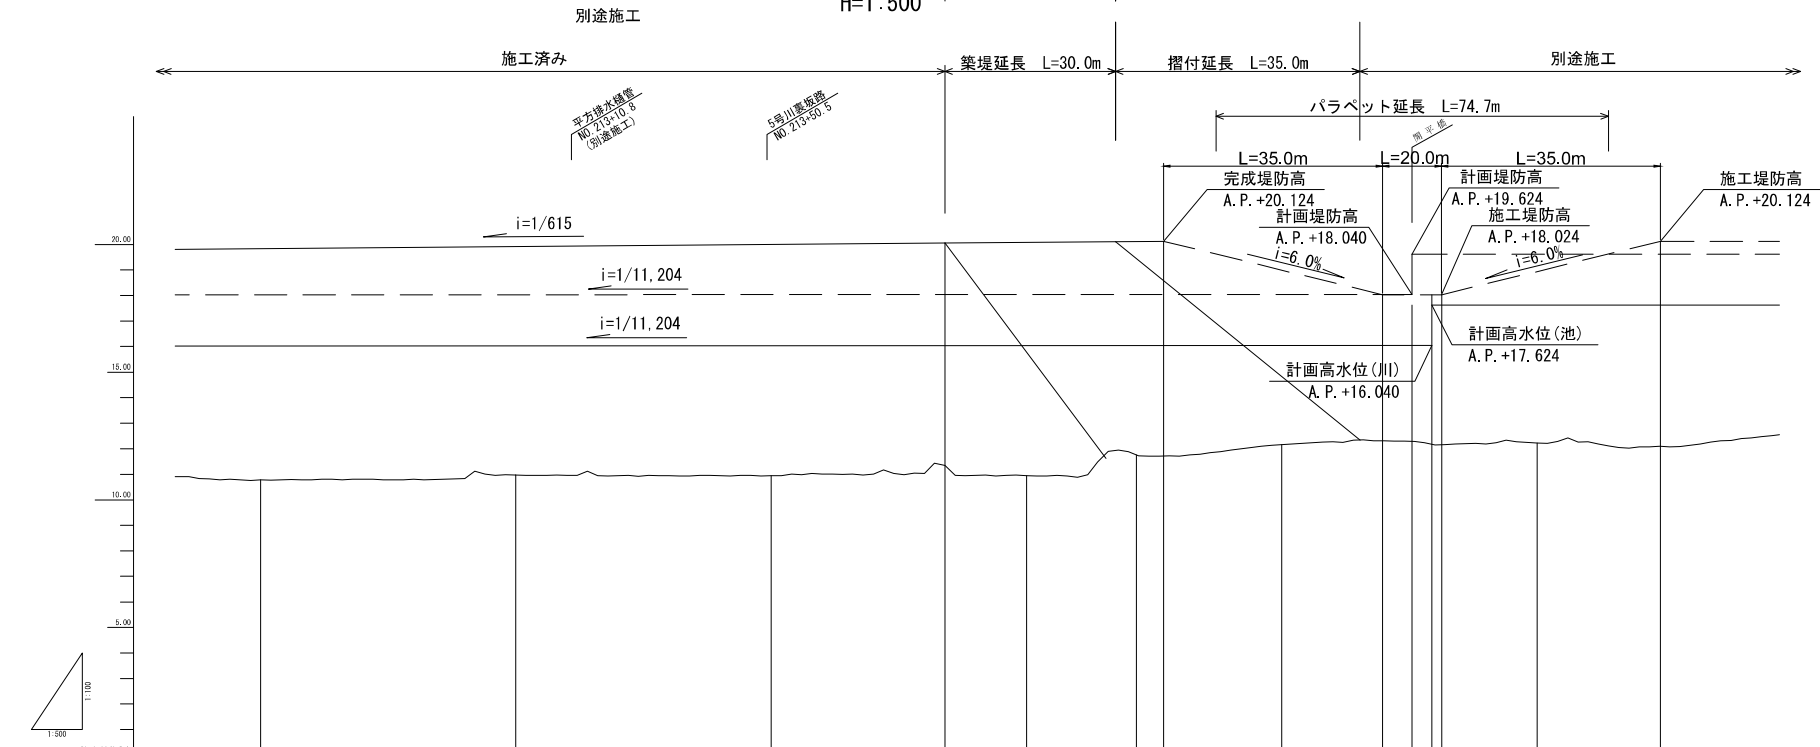 H=1:500
別途施工
施工済み
築堤延長 L=30.0m
摺付延長 L=35.0m
別途施工
パラペット延長 L=74.7m
平方排水樋管
NO.213+10.8
(別途施工)
5号川裏坂路
NO.213+50.5
開平橋
L=35.0m
L=20.0m
L=35.0m
完成堤防高
A.P.+20.124
計画堤防高
A.P.+18.040
計画堤防高
A.P.+19.624
施工堤防高
A.P.+18.024
施工堤防高
A.P.+20.124
i=1/615
i=6.0%
i=6.0%
i=1/11,204
i=1/11,204
計画高水位(池)
A.P.+17.624
計画高水位(川)
A.P.+16.040
20.00
15.00
10.00
5.00
1:100
1:500